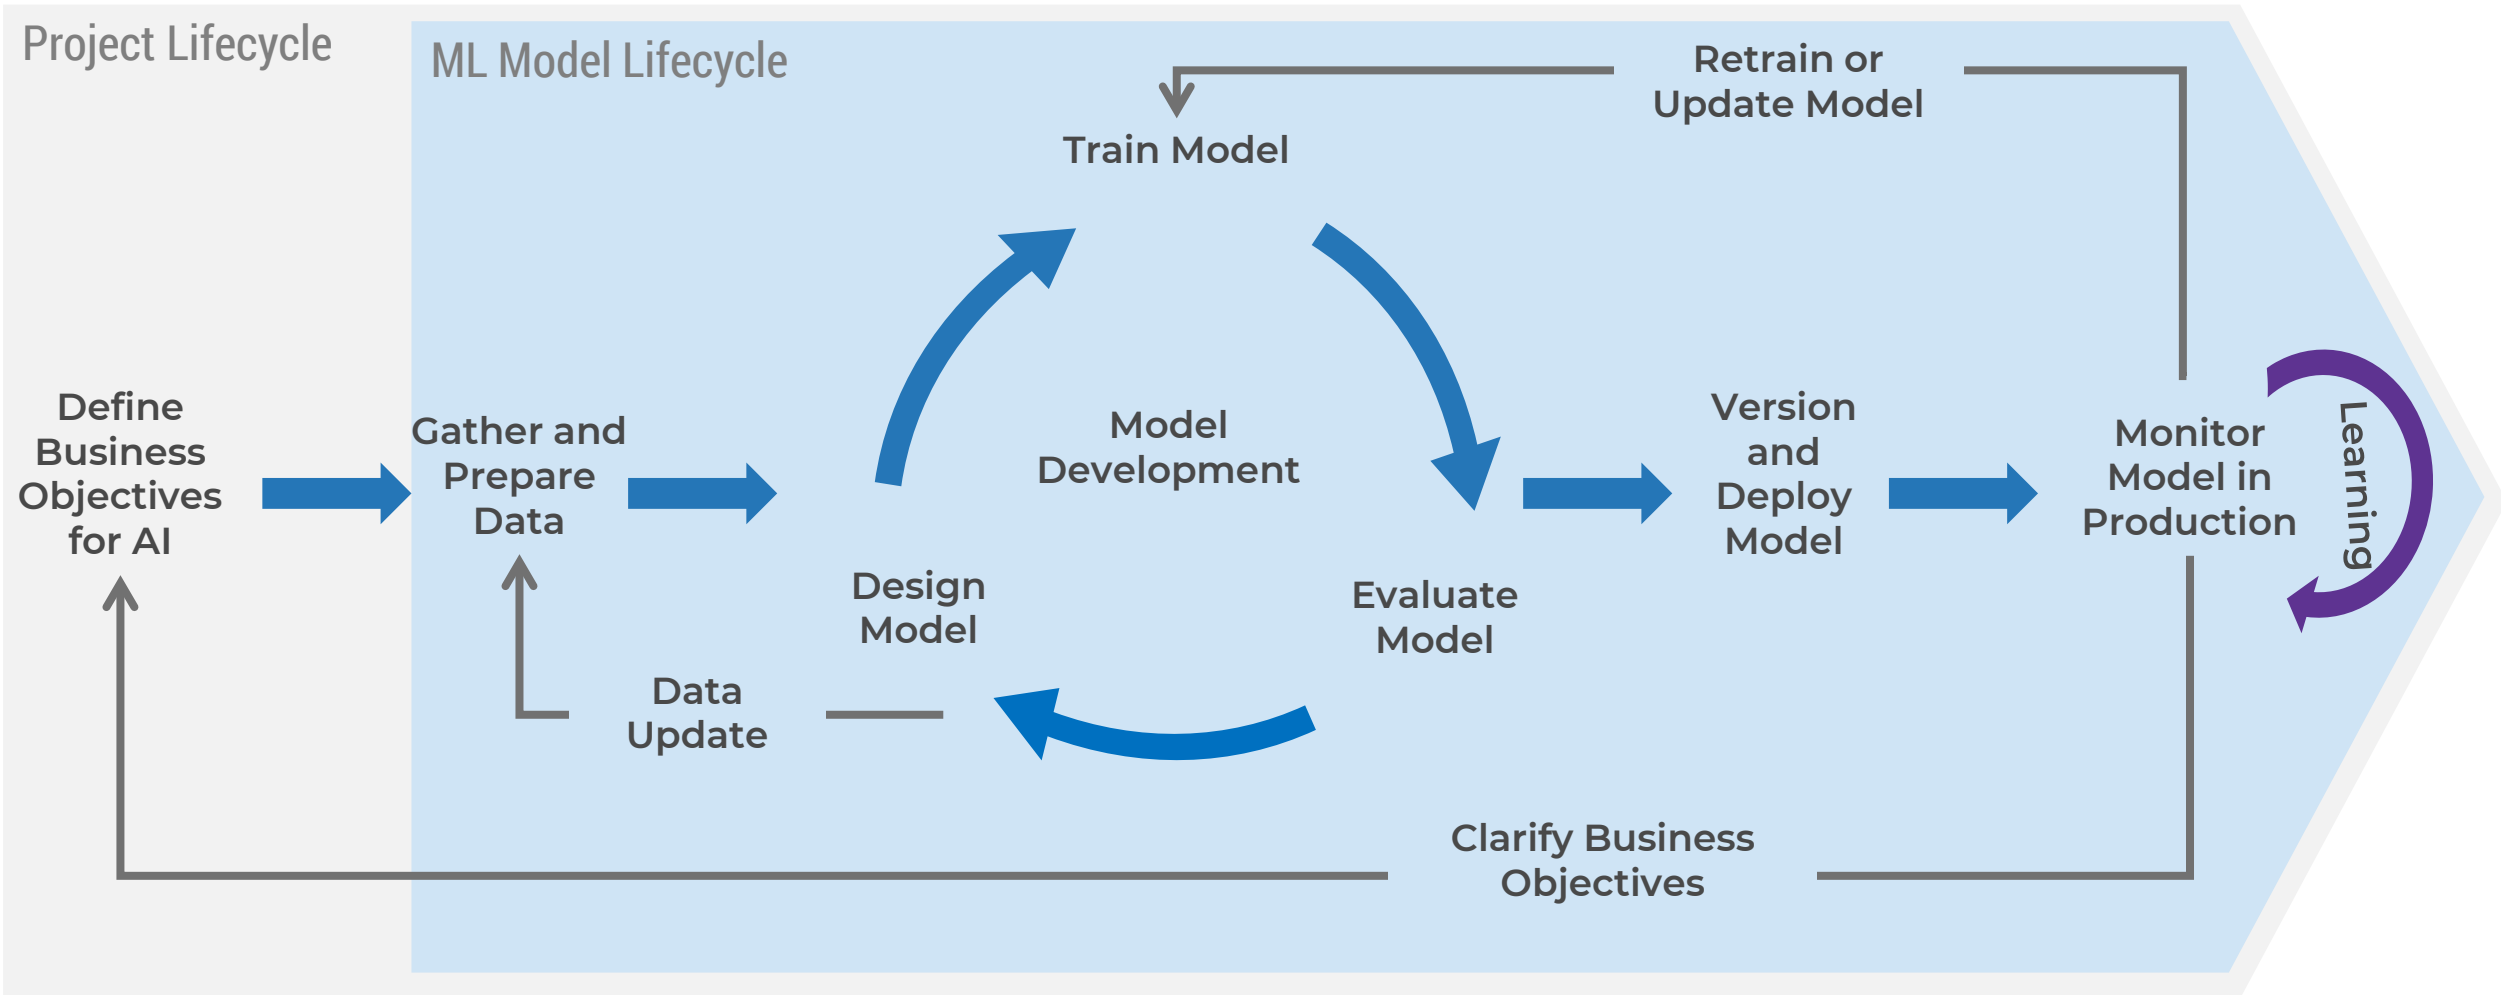 Project Lifecycle
ML Model Lifecycle
Retrain or
Update Model
Train Model
Define
Business
Objectives
for AI
Gather and
Prepare
Data
Model
Development
Version
and
Deploy
Model
Monitor
Model in
Production
Learning
Design
Model
Evaluate
Model
Data
Update
Clarify Business
Objectives